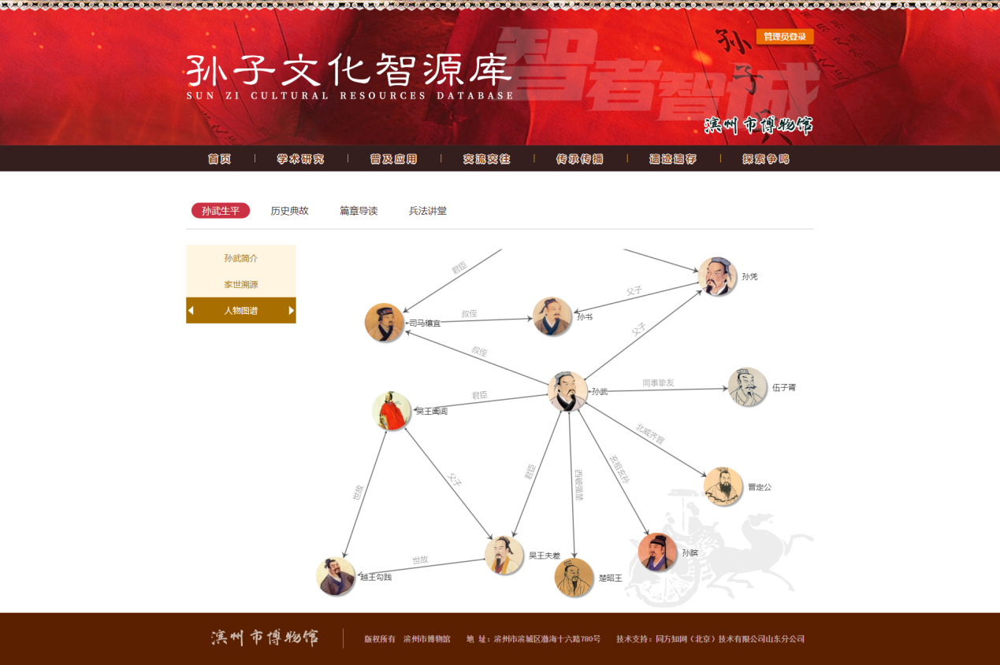 管理员登录
孙子文化智源库
SUN ZI CULTURAL RESOURCES DATABASE
智者智诚
孙子兵
滨州市博物馆
首页 学术研究 普及应用 交流交往 传承传播 遗迹遗存 探索争鸣
孙武生平 历史典故 篇章导读 兵法讲堂
孙武简介
家世溯源
人物图谱
君臣
孙凭
父子
司马穰苴
叔侄
孙书
父子
叔侄
孙武
同事挚友
伍子胥
君臣
吴王阖闾
北威齐晋
父子
君臣
西破强楚
玄祖玄孙
晋定公
世故
吴王夫差
孙膑
世故
越王勾践
楚昭王
滨州市博物馆
版权所有 滨州市博物馆 地 址：滨州市滨城区渤海十六路780号 技术支持：同方知网（北京）技术有限公司山东分公司